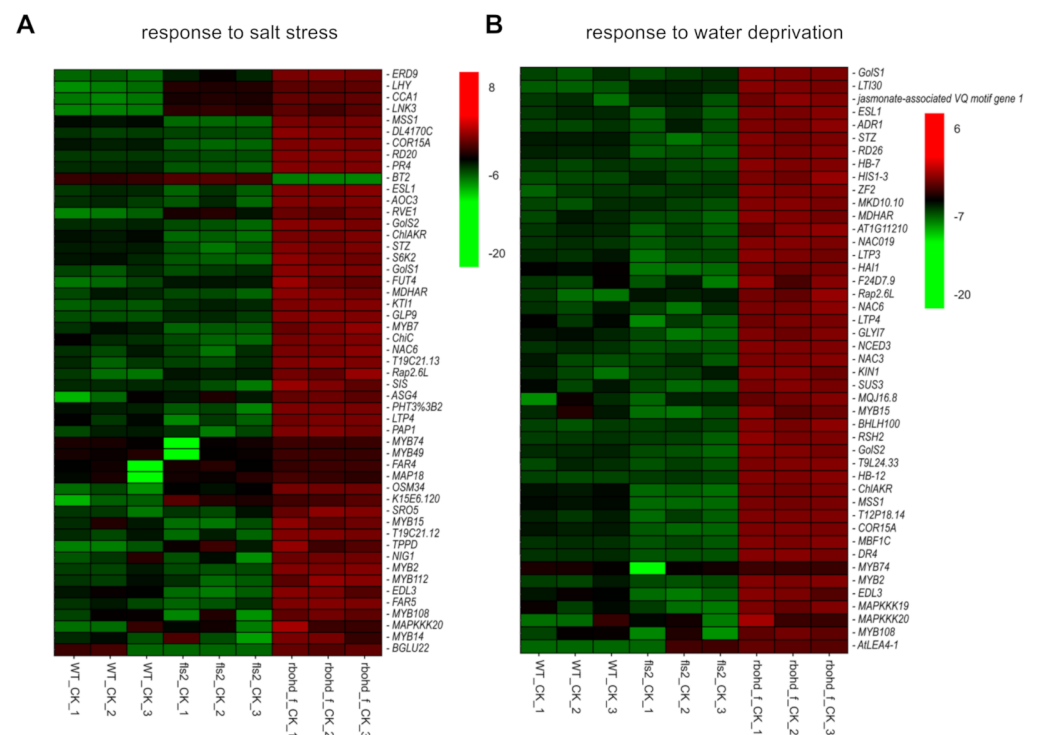 A
response to salt stress
- ERD9
- LHY
- CCA1
- LNK3
- MSS1
- DL4170C
- COR15A
- RD20
- PR4
- BT2
- ESL1
- AOC3
- RVE1
- GolS2
- ChlAKR
- STZ
- S6K2
- GolS1
- FUT4
- MDHAR
- KTI1
- GLP9
- MYB7
- ChiC
- NAC6
- T19C21.13
- Rap2.6L
- SIS
- ASG4
- PHT3%3B2
- LTP4
- PAP1
- MYB74
- MYB49
- FAR4
- MAP18
- OSM34
- K15E6.120
- SRO5
- MYB15
- T19C21.12
- TPPD
- NIG1
- MYB2
- MYB112
- EDL3
- FAR5
- MYB108
- MAPKKK20
- MYB14
- BGLU22
8
-6
-20
WT_CK_1
WT_CK_2
WT_CK_3
fls2_CK_1
fls2_CK_2
fls2_CK_3
rbohd_f_CK_1
rbohd_f_CK_2
rbohd_f_CK_3
B
response to water deprivation
- GolS1
- LTI30
- jasmonate-associated VQ motif gene 1
- ESL1
- ADR1
- STZ
- RD26
- HB-7
- HIS1-3
- ZF2
- MKD10.10
- MDHAR
- AT1G11210
- NAC019
- LTP3
- HAI1
- F24D7.9
- Rap2.6L
- NAC6
- LTP4
- GLYI7
- NCED3
- NAC3
- KIN1
- SUS3
- MQJ16.8
- MYB15
- BHLH100
- RSH2
- GolS2
- T9L24.33
- HB-12
- ChlAKR
- MSS1
- T12P18.14
- COR15A
- MBF1C
- DR4
- MYB74
- MYB2
- EDL3
- MAPKKK19
- MAPKKK20
- MYB108
- AtLEA4-1
6
-7
-20
WT_CK_1
WT_CK_2
WT_CK_3
fls2_CK_1
fls2_CK_2
fls2_CK_3
rbohd_f_CK_1
rbohd_f_CK_2
rbohd_f_CK_3